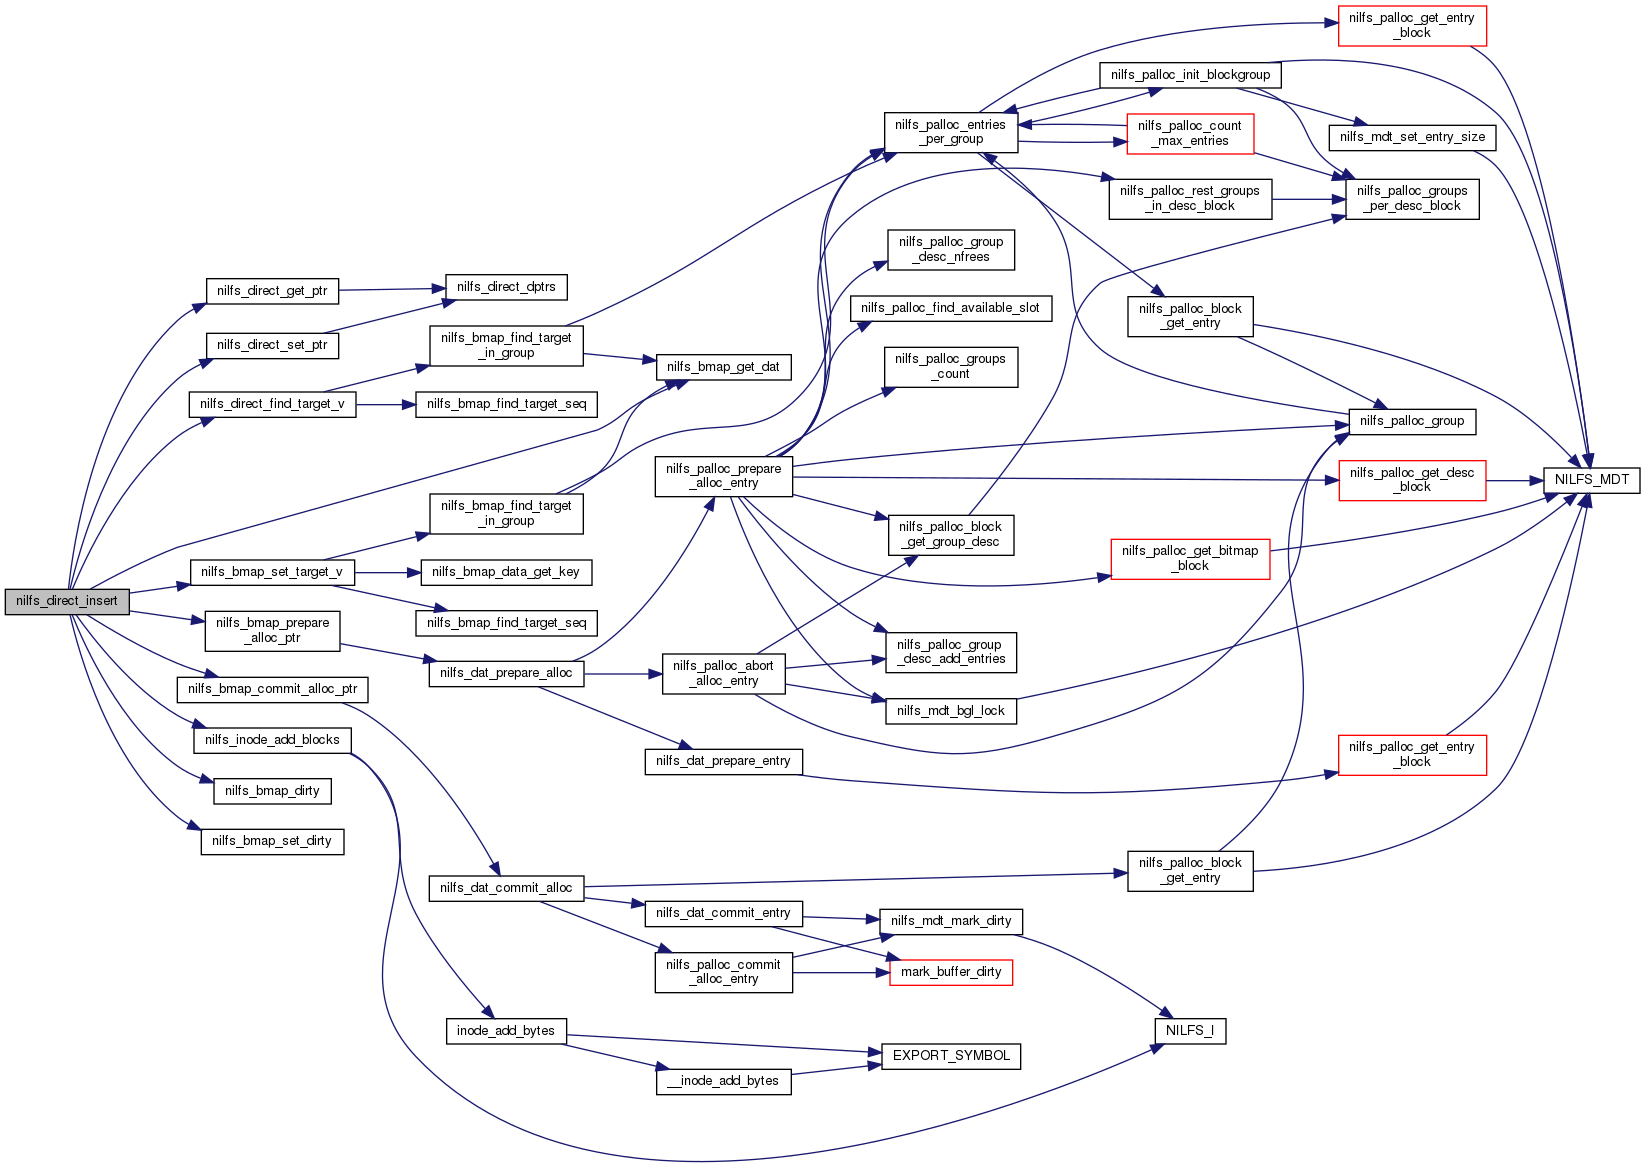 nilfs_palloc_get_entry
_block
nilfs_palloc_init_blockgroup
nilfs_palloc_entries
_per_group
nilfs_palloc_count
_max_entries
nilfs_mdt_set_entry_size
nilfs_palloc_rest_groups
_in_desc_block
nilfs_palloc_groups
_per_desc_block
nilfs_palloc_group
_desc_nfrees
nilfs_direct_get_ptr
nilfs_direct_dptrs
nilfs_palloc_find_available_slot
nilfs_palloc_block
_get_entry
nilfs_direct_set_ptr
nilfs_bmap_find_target
_in_group
nilfs_bmap_get_dat
nilfs_palloc_groups
_count
nilfs_direct_find_target_v
nilfs_bmap_find_target_seq
nilfs_palloc_group
nilfs_palloc_prepare
_alloc_entry
nilfs_palloc_get_desc
_block
NILFS_MDT
nilfs_bmap_find_target
_in_group
nilfs_palloc_block
_get_group_desc
nilfs_palloc_get_bitmap
_block
nilfs_bmap_set_target_v
nilfs_bmap_data_get_key
nilfs_direct_insert
nilfs_bmap_prepare
_alloc_ptr
nilfs_bmap_find_target_seq
nilfs_palloc_group
_desc_add_entries
nilfs_dat_prepare_alloc
nilfs_palloc_abort
_alloc_entry
nilfs_bmap_commit_alloc_ptr
nilfs_mdt_bgl_lock
nilfs_inode_add_blocks
nilfs_dat_prepare_entry
nilfs_palloc_get_entry
_block
nilfs_bmap_dirty
nilfs_bmap_set_dirty
nilfs_palloc_block
_get_entry
nilfs_dat_commit_alloc
nilfs_dat_commit_entry
nilfs_mdt_mark_dirty
nilfs_palloc_commit
_alloc_entry
mark_buffer_dirty
inode_add_bytes
NILFS_I
EXPORT_SYMBOL
__inode_add_bytes